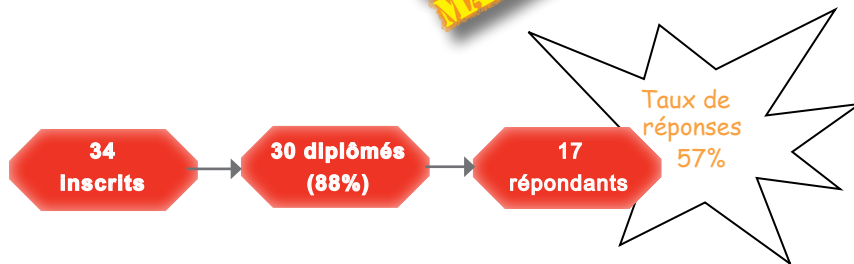 34
inscrits
30 diplômés
(88%)
17
répondants
Taux de
réponses
57%